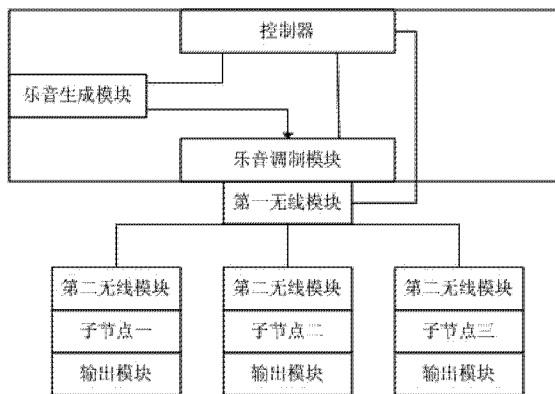 控制器
乐音生成模块
乐音调制模块
第一无线模块
第二无线模块 第二无线模块 第二无线模块
子节点一 子节点二 子节点三
输出模块 输出模块 输出模块